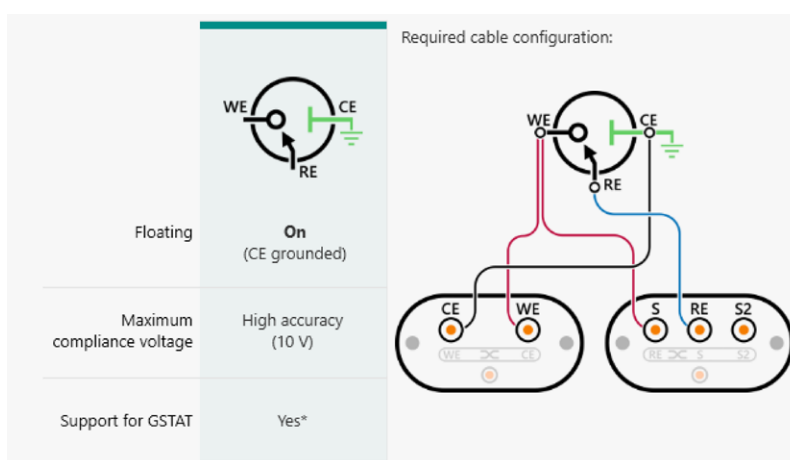 Required cable configuration:
WE
CE
RE
WE
CE
RE
Floating
On
(CE grounded)
Maximum
compliance voltage
High accuracy
(10 V)
Support for GSTAT
Yes*
CE
WE
WE
CE
S
RE
S2
RE
S
S2